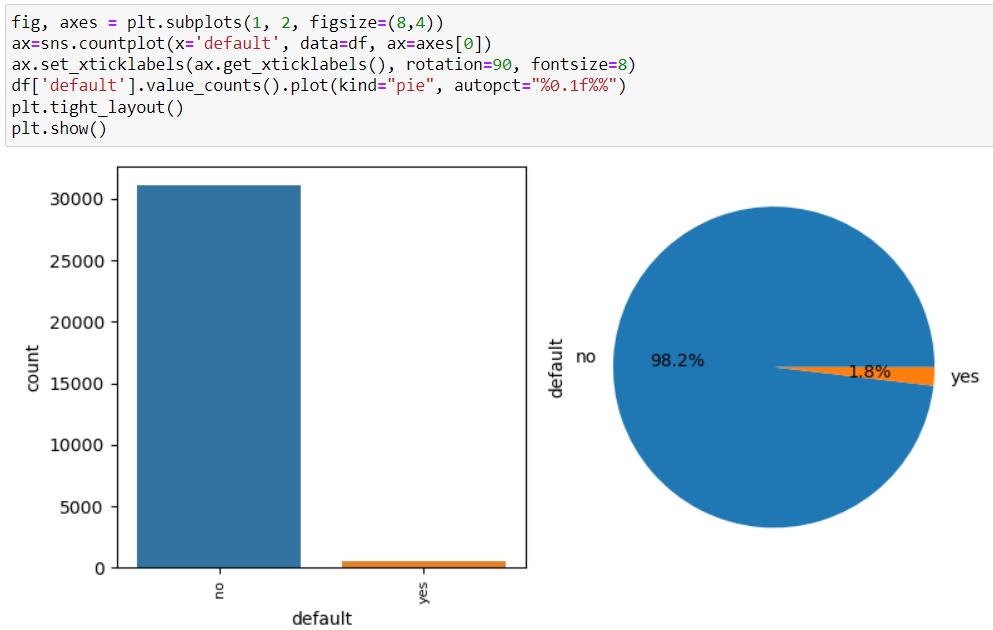 fig, axes = plt.subplots(1, 2, figsize=(8,4))
ax=sns.countplot(x='default', data=df, ax=axes[0])
ax.set_xticklabels(ax.get_xticklabels(), rotation=90, fontsize=8)
df['default'].value_counts().plot(kind="pie", autopct="%0.1f%%")
plt.tight_layout()
plt.show()
30000
25000
20000
15000
10000
5000
0
count
no
yes
default
default
no
98.2%
1.8%
yes